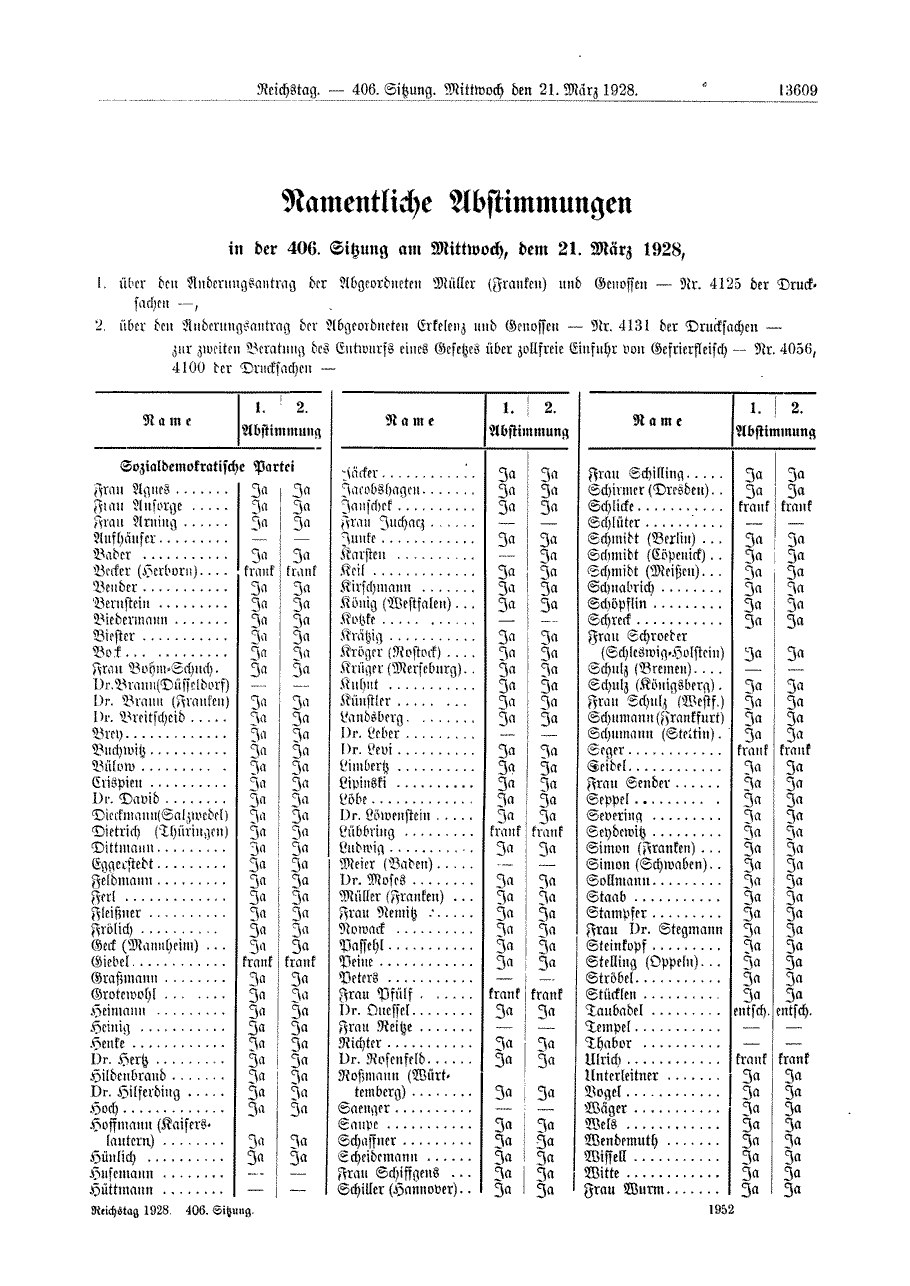 Reichstag. — 406. Sitzung. Mittwoch den 21. März 1928. 13609
Namentliche Abstimmungen
in der 406. Sitzung am Mittwoch, dem 21. März 1928,
1. über den Änderungsantrag der Abgeordneten Müller (Franken) und Genossen — Nr. 4125 der Druck-
sachen —,
2. über den Änderungsantrag der Abgeordneten Erkelenz und Genossen — Nr. 4131 der Drucksachen —
zur zweiten Beratung des Entwurfs eines Gesetzes über zollfreie Einfuhr von Gefrierfleisch — Nr. 4056,
4100 der Drucksachen —
Name 1. 2. Abstimmung
Sozialdemokratische Partei
Frau Agnes ....... Ja Ja
Frau Ansorge ..... Ja Ja
Frau Arning ...... Ja Ja
Aufhäuser ......... — —
Bader ........... Ja Ja
Becker (Herborn).... krank krank
Bender ........... Ja Ja
Bernstein ......... Ja Ja
Biedermann ....... Ja Ja
Biester ........... Ja Ja
Bock ... ......... Ja Ja
Frau Bohm-Schuch. Ja Ja
Dr. Braun(Düsseldorf) — —
Dr. Braun (Franken) Ja Ja
Dr. Breitscheid ..... Ja Ja
Brey............. Ja Ja
Buchwitz .......... Ja Ja
Bülow ........... Ja Ja
Crispien .......... Ja Ja
Dr. David ........ Ja Ja
Dieckmann(Salzwedel) Ja Ja
Dietrich (Thüringen) Ja Ja
Dittmann ......... Ja Ja
Eggerstedt ......... Ja Ja
Feldmann ......... Ja Ja
Ferl ............. Ja Ja
Fleißner .......... Ja Ja
Frölich .......... Ja Ja
Geck (Mannheim) ... Ja Ja
Giebel............ krank krank
Graßmann ........ Ja Ja
Grotewohl ... .... Ja Ja
Heimann ......... Ja Ja
Heinig ........... Ja Ja
Henke ........... Ja Ja
Dr. Hertz ......... Ja Ja
Hildenbrand ....... Ja Ja
Dr. Hilferding ..... Ja Ja
Hoch ............ Ja Ja
Hoffmann (Kaisers-
lautern) ........ Ja Ja
Hünlich .......... Ja Ja
Husemann ........ — —
Hüttmann ........ — —
Name 1. 2. Abstimmung
Jäcker ............ Ja Ja
Jacobshagen ....... Ja Ja
Janschek .......... Ja Ja
Frau Juchacz ...... — —
Junke ............ Ja Ja
Karsten .......... — Ja
Keil ............. Ja Ja
Kirschmann ....... Ja Ja
König (Westfalen) ... Ja Ja
Kotzke ..... ...... — —
Krätzig ........... Ja Ja
Kröger (Rostock) .... Ja Ja
Krüger (Merseburg) .. Ja Ja
Kuhnt ........... Ja Ja
Künstler ..... ... Ja Ja
Landsberg. ....... Ja Ja
Dr. Leber ......... — —
Dr. Levi .......... Ja Ja
Limbertz .......... Ja Ja
Lipinski .......... Ja Ja
Löbe ............. Ja Ja
Dr. Löwenstein ..... Ja Ja
Lübbring ......... krank krank
Ludwig ........... Ja Ja
Meier (Baden)..... — —
Dr. Moses ........ Ja Ja
Müller (Franken) ... Ja Ja
Frau Nemitz ...... Ja Ja
Nowack .......... Ja Ja
Passehl ........... Ja Ja
Peine ............ Ja Ja
Peters ........... — —
Frau Pfülf ....... krank krank
Dr. Quessel........ Ja Ja
Frau Reitze ....... — —
Richter ........... Ja Ja
Dr. Rosenfeld...... Ja Ja
Roßmann (Würt-
temberg) ........ Ja Ja
Saenger .......... — —
Saupe ........... Ja Ja
Schaffner ......... Ja Ja
Scheidemann ...... Ja Ja
Frau Schiffgens ... Ja Ja
Schiller (Hannover) .. Ja Ja
Name 1. 2. Abstimmung
Frau Schilling ..... Ja Ja
Schirmer (Dresden) .. Ja Ja
Schlicke ........... krank krank
Schlüter .......... — —
Schmidt (Berlin) ... Ja Ja
Schmidt (Cöpenick) .. Ja Ja
Schmidt (Meißen) ... Ja Ja
Schnabrich ........ Ja Ja
Schöpflin ......... Ja Ja
Schreck ........... Ja Ja
Frau Schroeder
(Schleswig-Holstein) Ja Ja
Schulz (Bremen) .... — —
Schulz (Königsberg) . Ja Ja
Frau Schulz (Westf.) Ja Ja
Schumann(Frankfurt) Ja Ja
Schumann (Stettin) . Ja Ja
Seger ............ krank krank
Seidel............ Ja Ja
Frau Sender ...... Ja Ja
Seppel .......... Ja Ja
Severing ......... Ja Ja
Seydewitz ......... Ja Ja
Simon (Franken) ... Ja Ja
Simon (Schwaben) .. Ja Ja
Sollmann ......... Ja Ja
Staab ........... Ja Ja
Stampfer ......... Ja Ja
Frau Dr. Stegmann Ja Ja
Steinkopf ......... Ja Ja
Stelling (Oppeln) ... Ja Ja
Ströbel........... Ja Ja
Stücklen .......... Ja Ja
Taubadel ......... entsch. entsch.
Tempel ........... — —
Thabor .......... — —
Ulrich ........... krank krank
Unterleitner ....... Ja Ja
Vogel ............ Ja Ja
Wäger ........... Ja Ja
Wels ............ Ja Ja
Wendemuth ....... Ja Ja
Wissell ........... Ja Ja
Witte ............ Ja Ja
Frau Wurm ....... Ja Ja
Reichstag 1928. 406. Sitzung. 1952